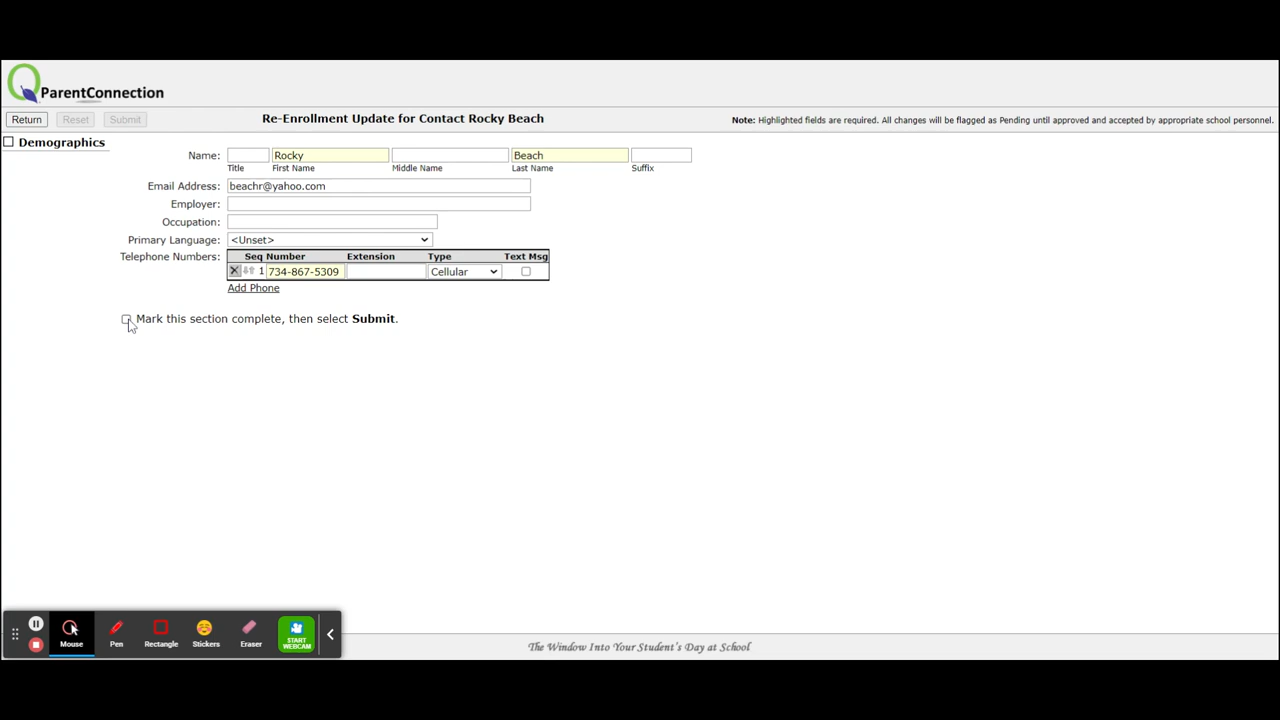 Q ParentConnection
Return Reset Submit Re-Enrollment Update for Contact Rocky Beach Note: Highlighted fields are required. All changes will be flagged as Pending until approved and accepted by appropriate school personnel.
Demographics
Name: Rocky Beach
Title First Name Middle Name Last Name Suffix
Email Address: beachr@yahoo.com
Employer:
Occupation:
Primary Language: <Unset>
Telephone Numbers: Seq Number Extension Type Text Msg
1 734-867-5309 Cellular
Add Phone
Mark this section complete, then select Submit.
Mouse Pen Rectangle Stickers Eraser START WEBCAM
The Window Into Your Student's Day at School